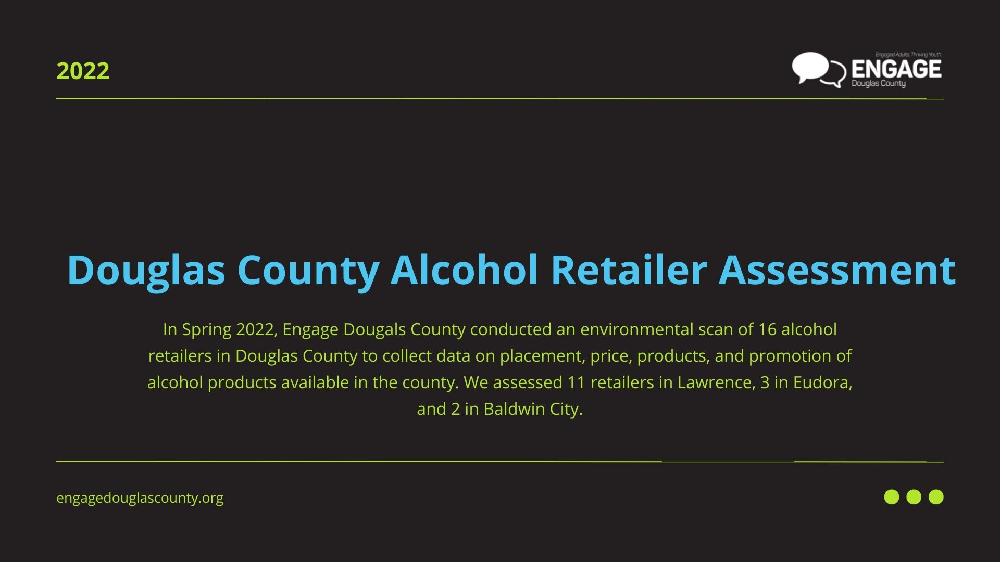 2022
Engaged Adults, Thriving Youth.
ENGAGE
Douglas County
Douglas County Alcohol Retailer Assessment
In Spring 2022, Engage Dougals County conducted an environmental scan of 16 alcohol
retailers in Douglas County to collect data on placement, price, products, and promotion of
alcohol products available in the county. We assessed 11 retailers in Lawrence, 3 in Eudora,
and 2 in Baldwin City.
engagedouglascounty.org